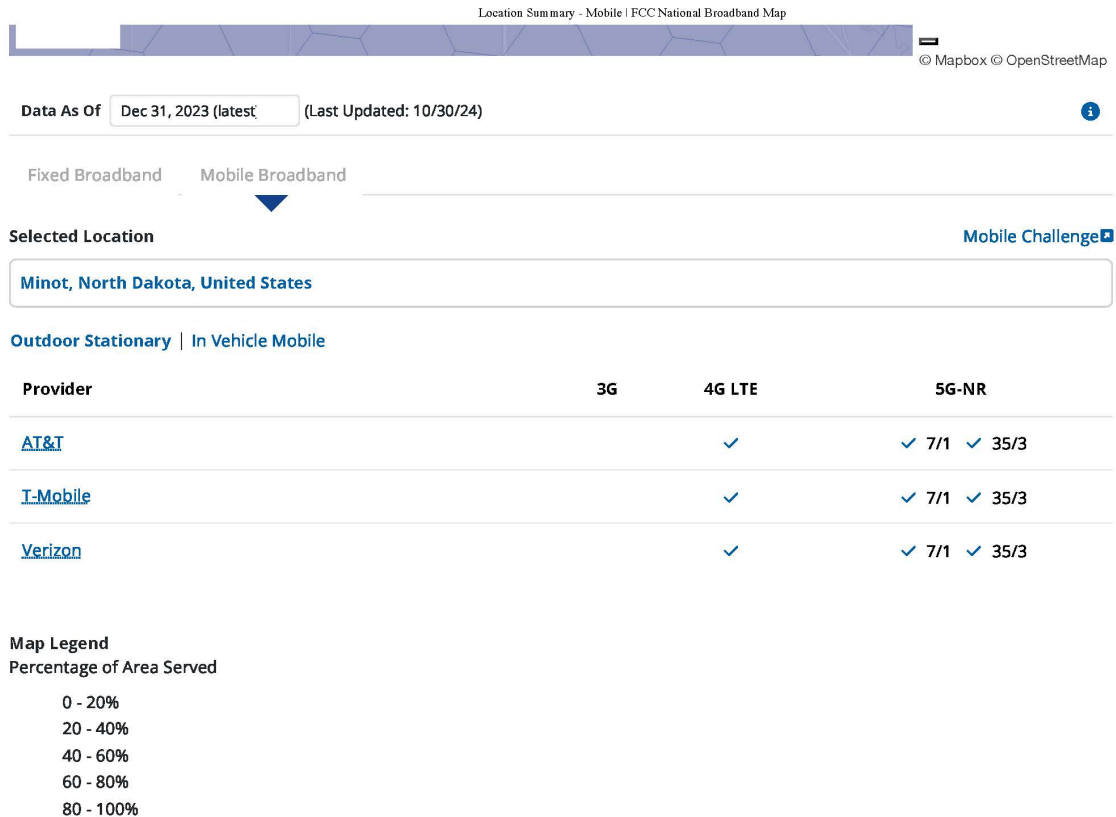 Location Summary - Mobile | FCC National Broadband Map
© Mapbox © OpenStreetMap
Data As Of Dec 31, 2023 (latest) (Last Updated: 10/30/24)
Fixed Broadband Mobile Broadband
Selected Location Mobile Challenge
Minot, North Dakota, United States
Outdoor Stationary | In Vehicle Mobile
Provider 3G 4G LTE 5G-NR
AT&T ✓ ✓ 7/1 ✓ 35/3
T-Mobile ✓ ✓ 7/1 ✓ 35/3
Verizon ✓ ✓ 7/1 ✓ 35/3
Map Legend
Percentage of Area Served
0 - 20%
20 - 40%
40 - 60%
60 - 80%
80 - 100%